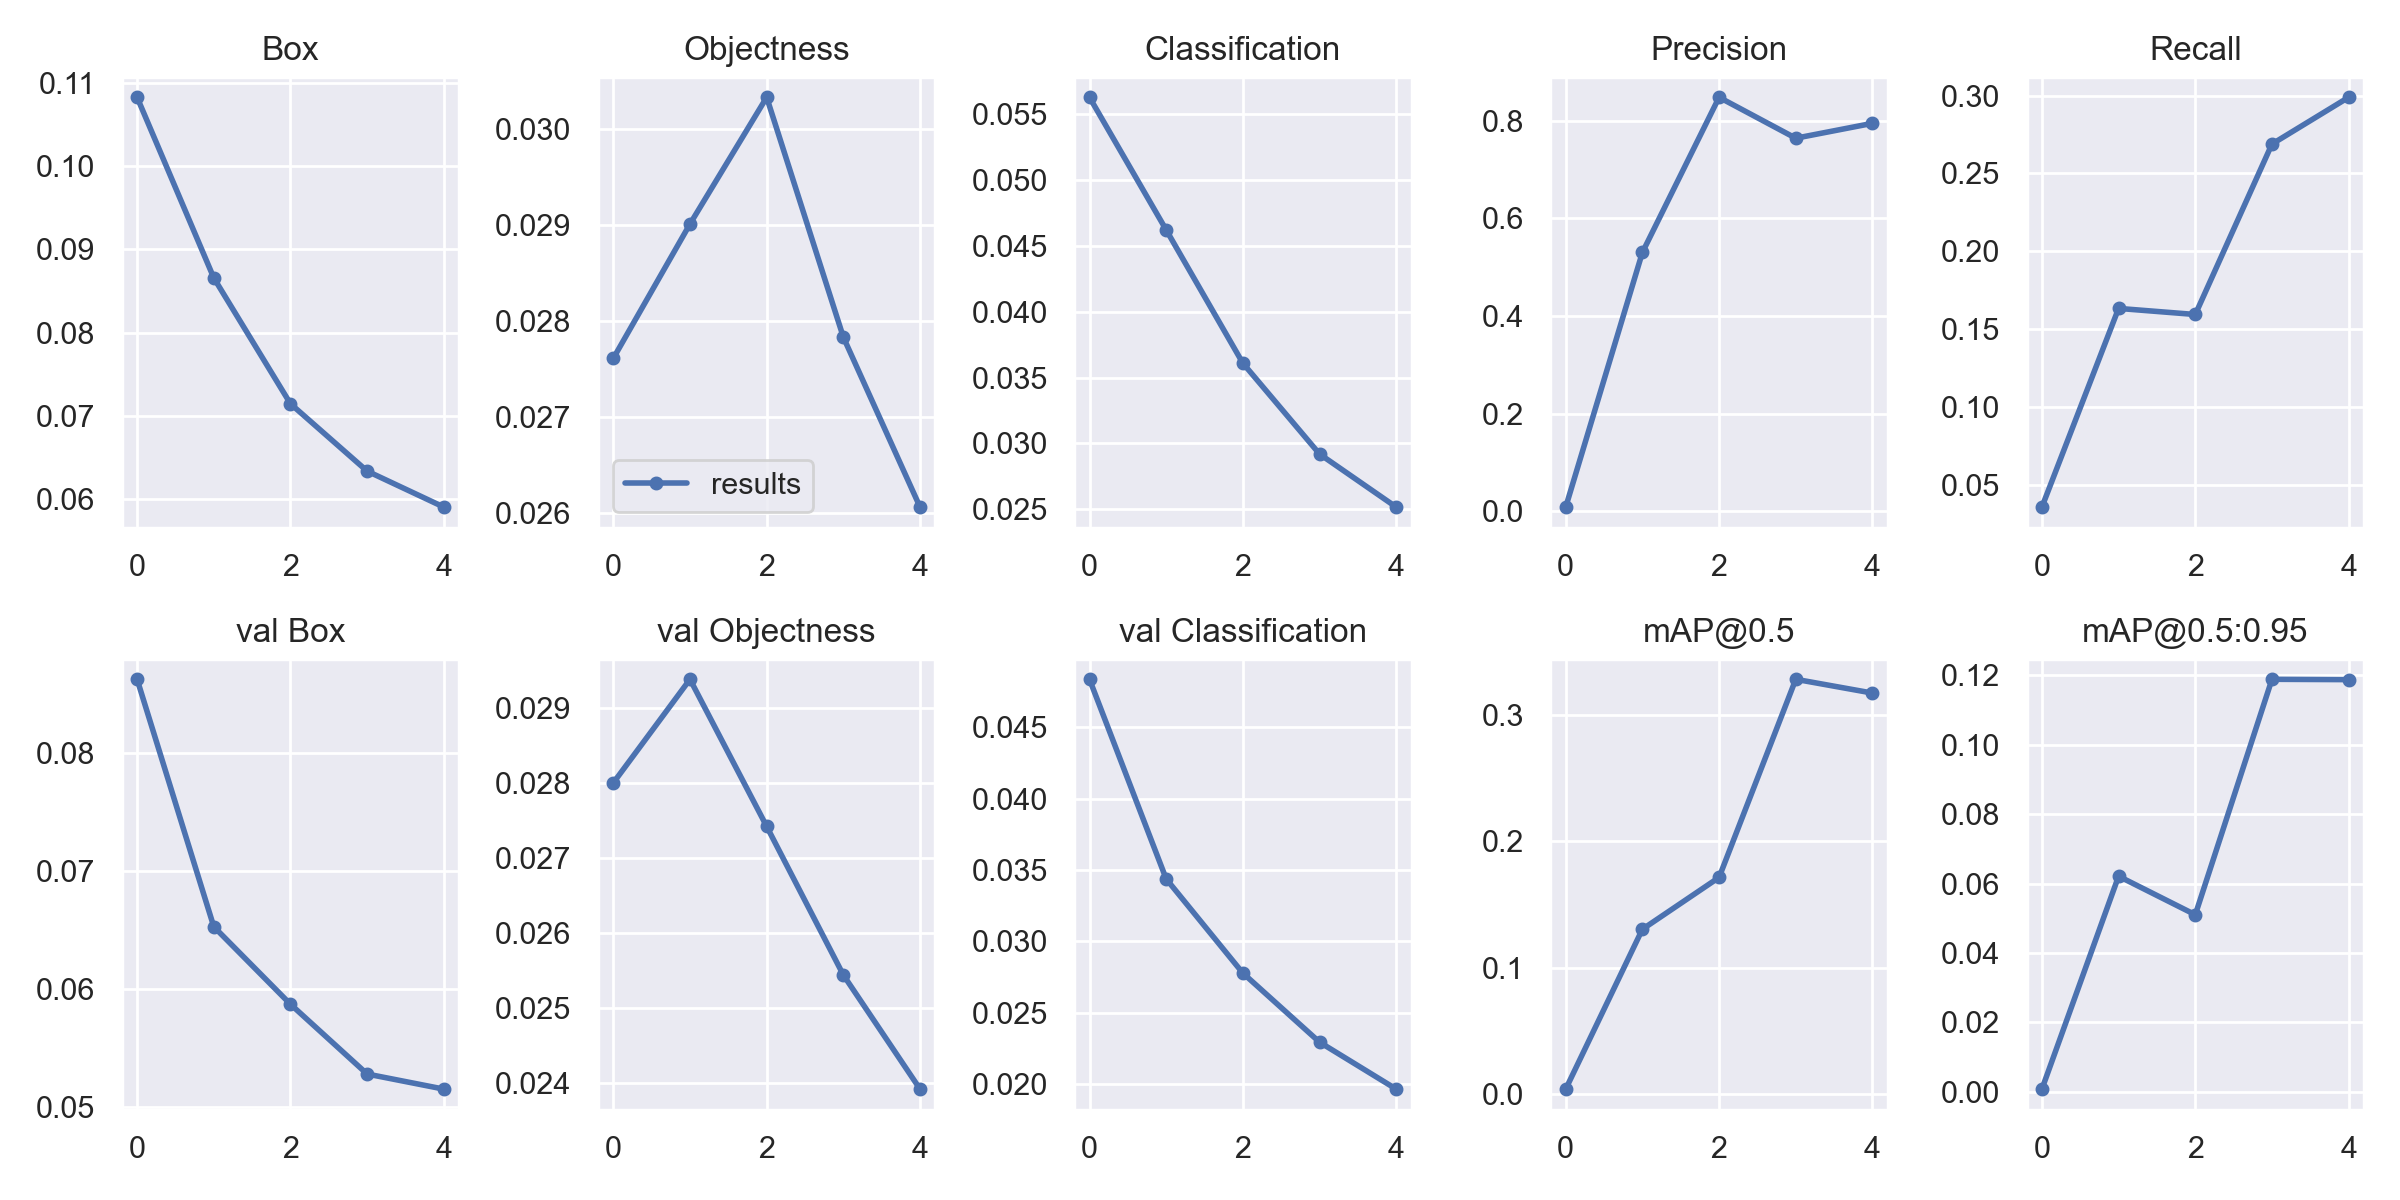 Box
0.11
0.10
0.09
0.08
0.07
0.06
0 2 4
Objectness
0.030
0.029
0.028
0.027
0.026
results
0 2 4
Classification
0.055
0.050
0.045
0.040
0.035
0.030
0.025
0 2 4
Precision
0.8
0.6
0.4
0.2
0.0
0 2 4
Recall
0.30
0.25
0.20
0.15
0.10
0.05
0 2 4
val Box
0.08
0.07
0.06
0.05
0 2 4
val Objectness
0.029
0.028
0.027
0.026
0.025
0.024
0 2 4
val Classification
0.045
0.040
0.035
0.030
0.025
0.020
0 2 4
mAP@0.5
0.3
0.2
0.1
0.0
0 2 4
mAP@0.5:0.95
0.12
0.10
0.08
0.06
0.04
0.02
0.00
0 2 4